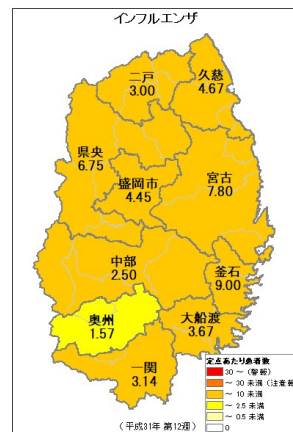 インフルエンザ
二戸
3.00
久慈
4.67
県央
6.75
盛岡市
4.45
宮古
7.80
中部
2.50
釜石
9.00
奥州
1.57
大船渡
3.67
一関
3.14
定点あたり患者数
30 ～ (警報)
～ 30 未満 (注意報
～ 10 未満
～ 2.5 未満
～ 0.5 未満
0
(平成31年 第12週)